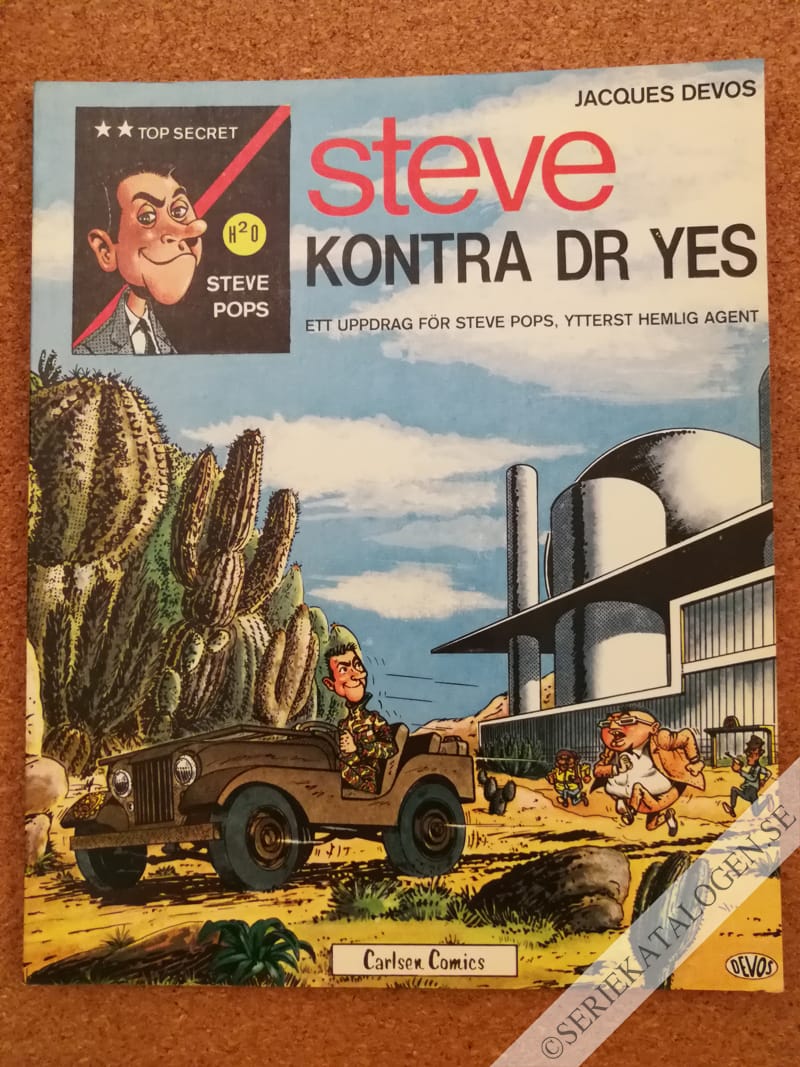 JACQUES DEVOS
★★ TOP SECRET
H²O
STEVE
POPS
steve
KONTRA DR YES
ETT UPPDRAG FÖR STEVE POPS, YTTERST HEMLIG AGENT
Carlsen Comics
DEVOS
©SERIEKATALOGEN.SE